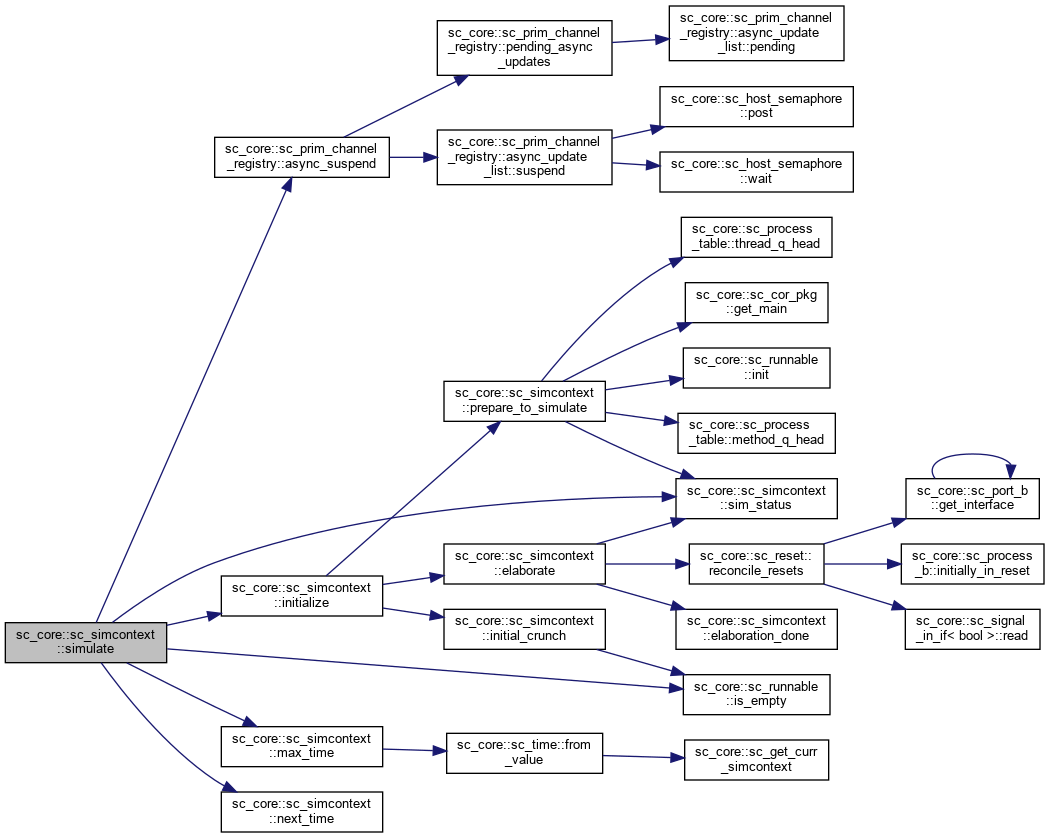 sc_core::sc_simcontext
::simulate
sc_core::sc_prim_channel
_registry::async_suspend
sc_core::sc_simcontext
::initialize
sc_core::sc_simcontext
::max_time
sc_core::sc_simcontext
::next_time
sc_core::sc_prim_channel
_registry::pending_async
_updates
sc_core::sc_prim_channel
_registry::async_update
_list::suspend
sc_core::sc_simcontext
::prepare_to_simulate
sc_core::sc_simcontext
::elaborate
sc_core::sc_simcontext
::initial_crunch
sc_core::sc_time::from
_value
sc_core::sc_prim_channel
_registry::async_update
_list::pending
sc_core::sc_host_semaphore
::post
sc_core::sc_host_semaphore
::wait
sc_core::sc_process
_table::thread_q_head
sc_core::sc_cor_pkg
::get_main
sc_core::sc_runnable
::init
sc_core::sc_process
_table::method_q_head
sc_core::sc_simcontext
::sim_status
sc_core::sc_reset::
reconcile_resets
sc_core::sc_simcontext
::elaboration_done
sc_core::sc_runnable
::is_empty
sc_core::sc_get_curr
_simcontext
sc_core::sc_port_b
::get_interface
sc_core::sc_process
_b::initially_in_reset
sc_core::sc_signal
_in_if< bool >::read